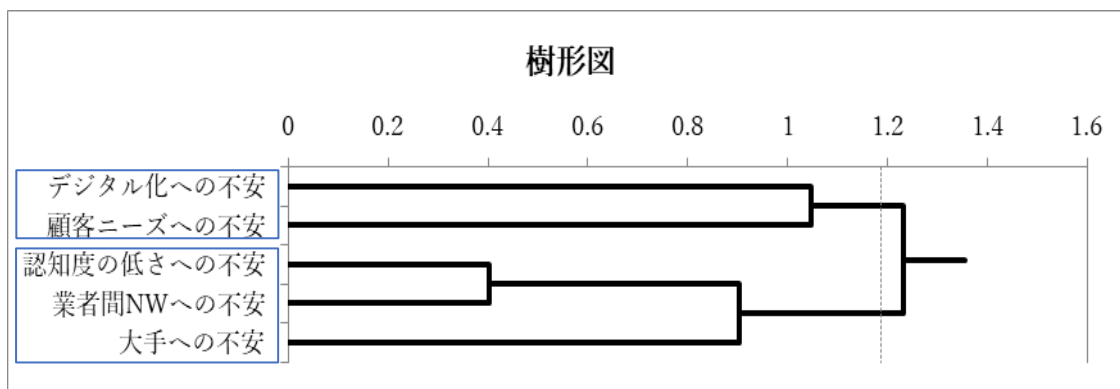 樹形図
0 0.2 0.4 0.6 0.8 1 1.2 1.4 1.6
デジタル化への不安
顧客ニーズへの不安
認知度の低さへの不安
業者間NWへの不安
大手への不安